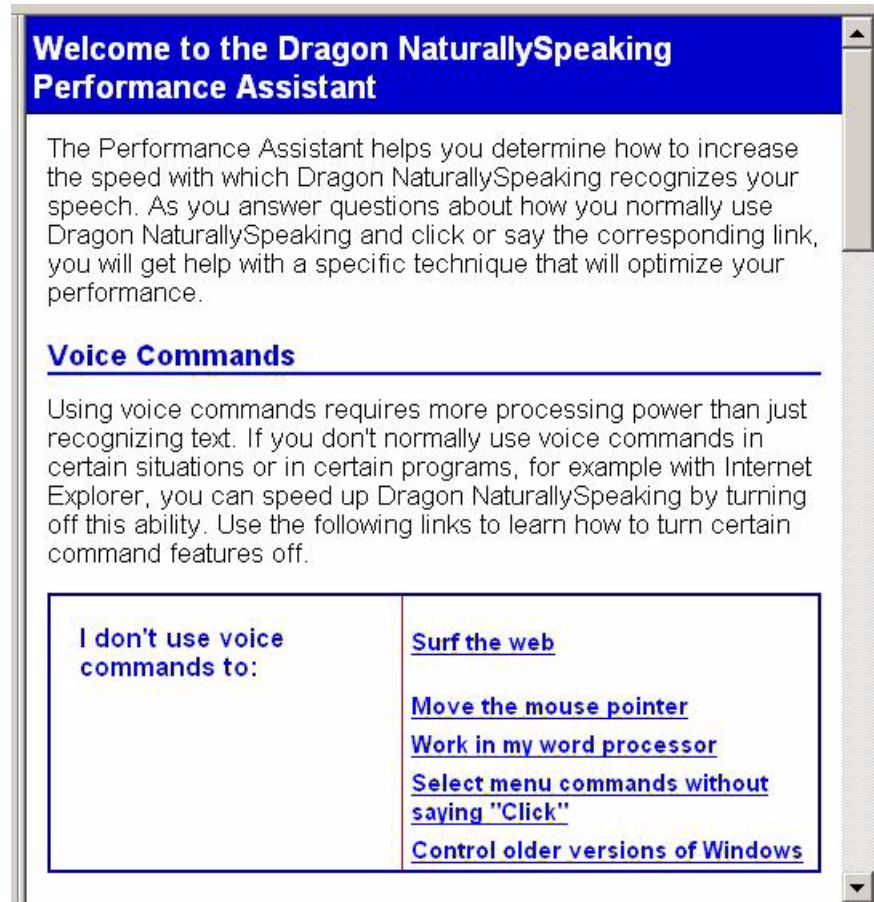 Welcome to the Dragon NaturallySpeaking
Performance Assistant
The Performance Assistant helps you determine how to increase
the speed with which Dragon NaturallySpeaking recognizes your
speech. As you answer questions about how you normally use
Dragon NaturallySpeaking and click or say the corresponding link,
you will get help with a specific technique that will optimize your
performance.
Voice Commands
Using voice commands requires more processing power than just
recognizing text. If you don't normally use voice commands in
certain situations or in certain programs, for example with Internet
Explorer, you can speed up Dragon NaturallySpeaking by turning
off this ability. Use the following links to learn how to turn certain
command features off.
I don't use voice
commands to:
Surf the web
Move the mouse pointer
Work in my word processor
Select menu commands without
saying "Click"
Control older versions of Windows